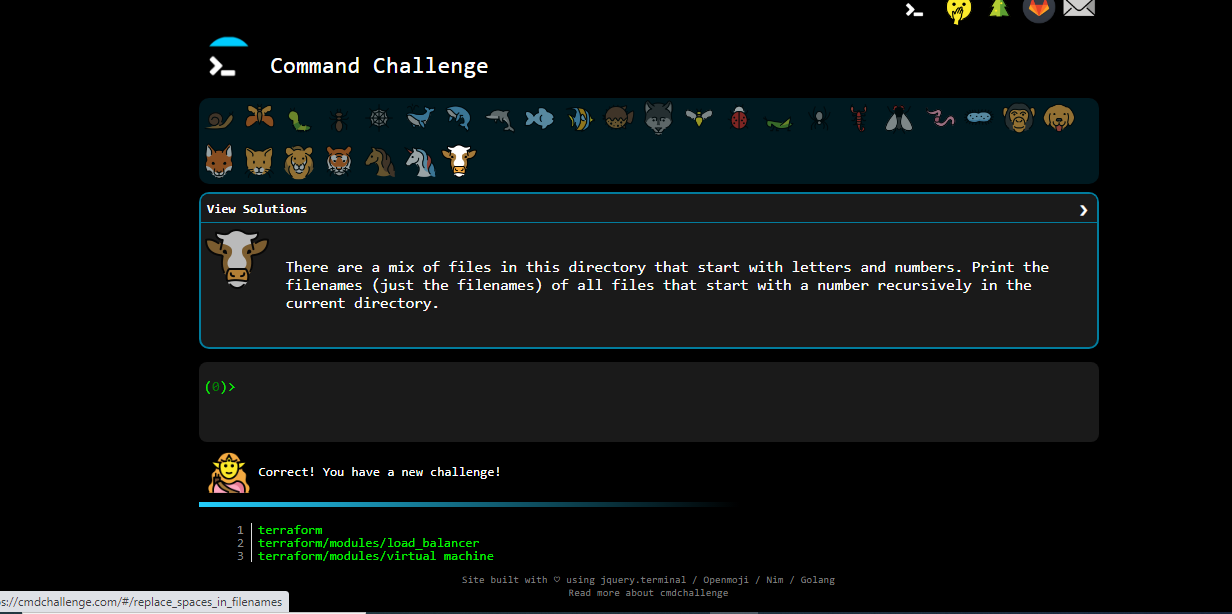 Command Challenge
View Solutions
There are a mix of files in this directory that start with letters and numbers. Print the
filenames (just the filenames) of all files that start with a number recursively in the
current directory.
(0)>
Correct! You have a new challenge!
1 terraform
2 terraform/modules/load_balancer
3 terraform/modules/virtual machine
Site built with ♡ using jquery.terminal / Openmoji / Nim / Golang
Read more about cmdchallenge
s://cmdchallenge.com/#/replace_spaces_in_filenames